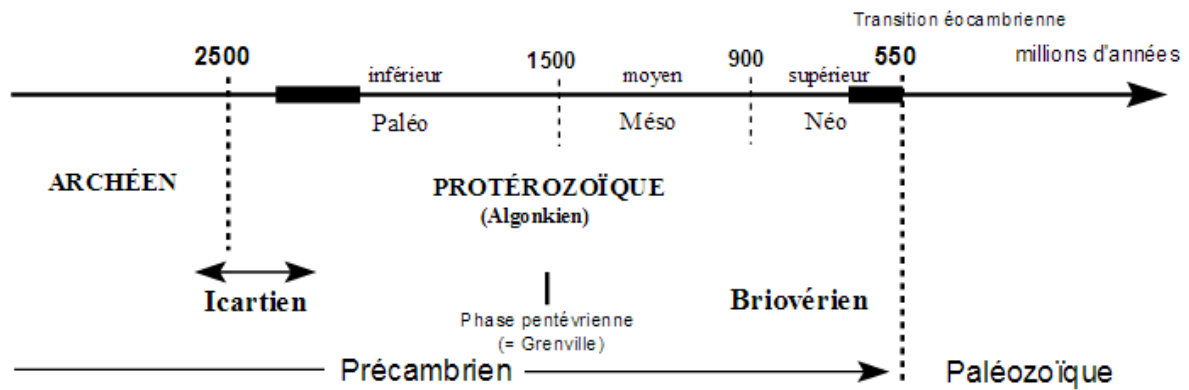 Transition éocambrienne
2500 1500 900 550 millions d'années
inférieur moyen supérieur
Paléo Méso Néo
ARCHÉEN PROTÉROZOÏQUE
(Algonkien)
Icartien Briovérien
Phase pentévrienne
(= Grenville)
Précambrien Paléozoïque